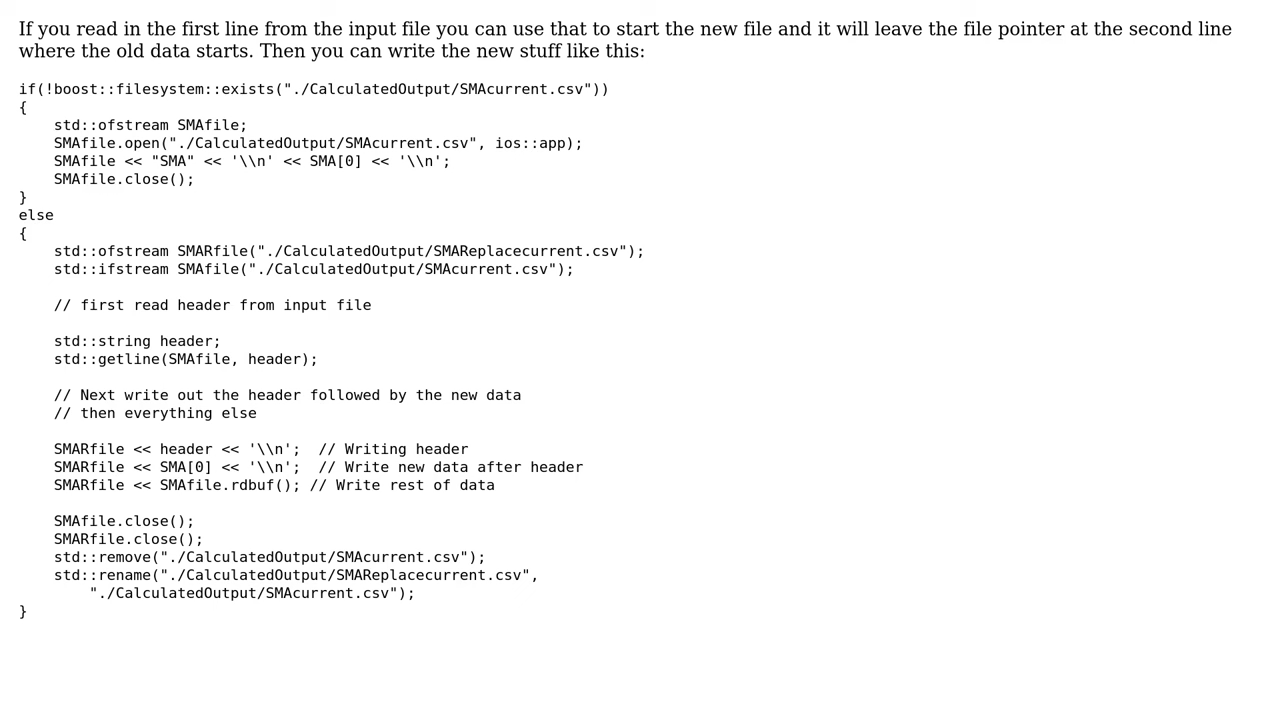 If you read in the first line from the input file you can use that to start the new file and it will leave the file pointer at the second line
where the old data starts. Then you can write the new stuff like this:
if(!boost::filesystem::exists("./CalculatedOutput/SMAcurrent.csv"))
{
    std::ofstream SMAfile;
    SMAfile.open("./CalculatedOutput/SMAcurrent.csv", ios::app);
    SMAfile << "SMA" << '\\n' << SMA[0] << '\\n';
    SMAfile.close();
}
else
{
    std::ofstream SMARfile("./CalculatedOutput/SMAReplacecurrent.csv");
    std::ifstream SMAfile("./CalculatedOutput/SMAcurrent.csv");

    // first read header from input file

    std::string header;
    std::getline(SMAfile, header);

    // Next write out the header followed by the new data
    // then everything else

    SMARfile << header << '\\n';  // Writing header
    SMARfile << SMA[0] << '\\n';  // Write new data after header
    SMARfile << SMAfile.rdbuf(); // Write rest of data

    SMAfile.close();
    SMARfile.close();
    std::remove("./CalculatedOutput/SMAcurrent.csv");
    std::rename("./CalculatedOutput/SMAReplacecurrent.csv",
        "./CalculatedOutput/SMAcurrent.csv");
}